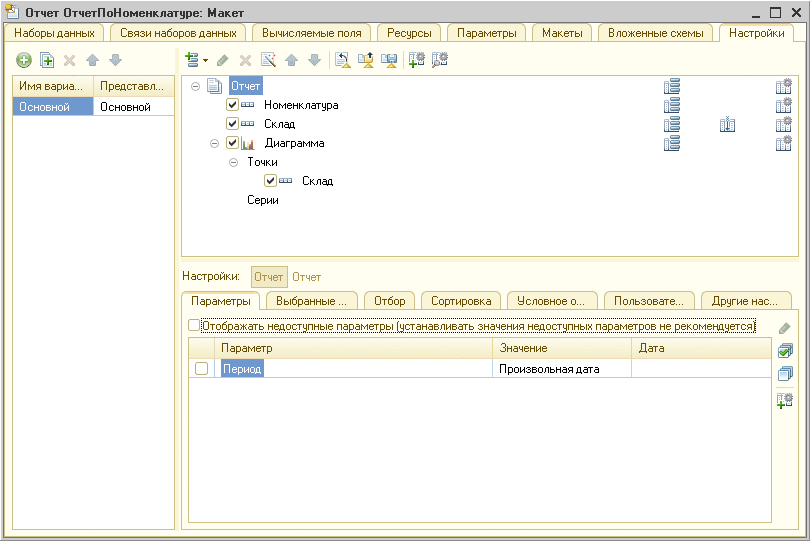 Отчет ОтчетПоНоменклатуре: Макет
Наборы данных Связи наборов данных Вычисляемые поля Ресурсы Параметры Макеты Вложенные схемы Настройки
Имя вариа... Представл...
Основной Основной
Отчет
Номенклатура
Склад
Диаграмма
Точки
Склад
Серии
Настройки: Отчет Отчет
Параметры Выбранные ... Отбор Сортировка Условное о... Пользовате... Другие нас...
Отображать недоступные параметры (устанавливать значения недоступных параметров не рекомендуется)
Параметр Значение Дата
Период Произвольная дата